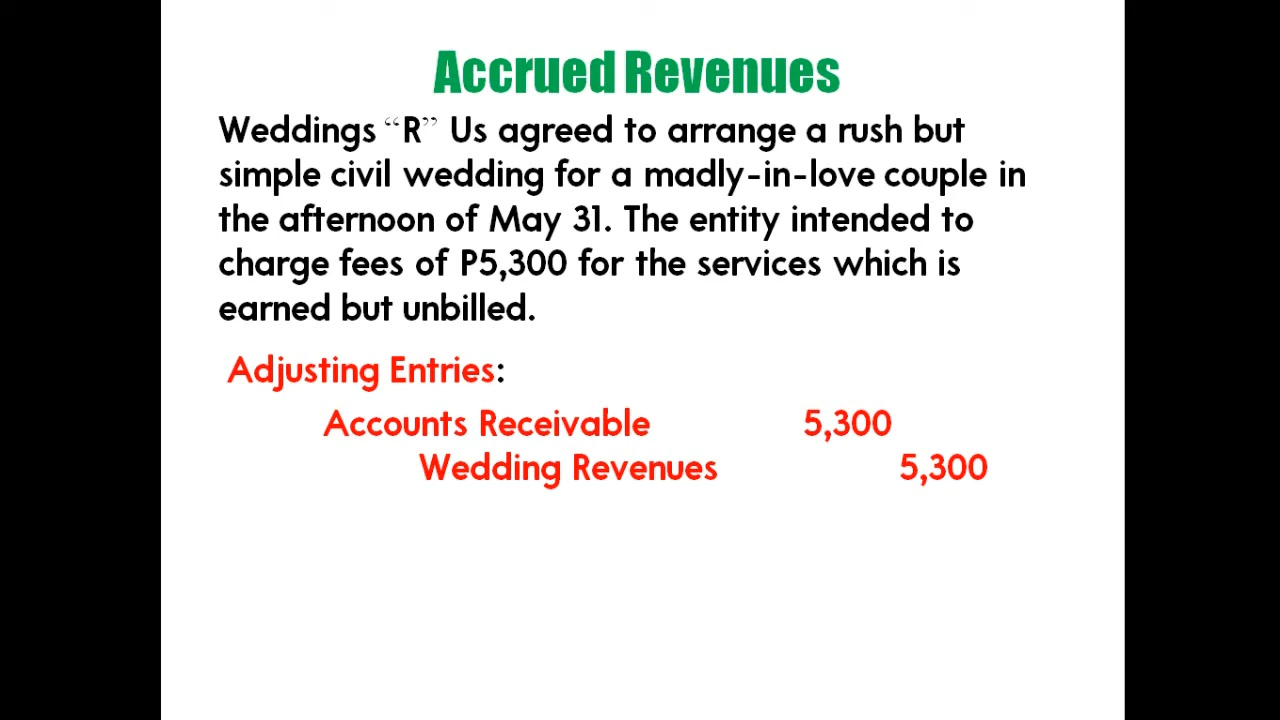 Accrued Revenues
Weddings “R” Us agreed to arrange a rush but
simple civil wedding for a madly-in-love couple in
the afternoon of May 31. The entity intended to
charge fees of P5,300 for the services which is
earned but unbilled.
Adjusting Entries:
Accounts Receivable 5,300
Wedding Revenues 5,300